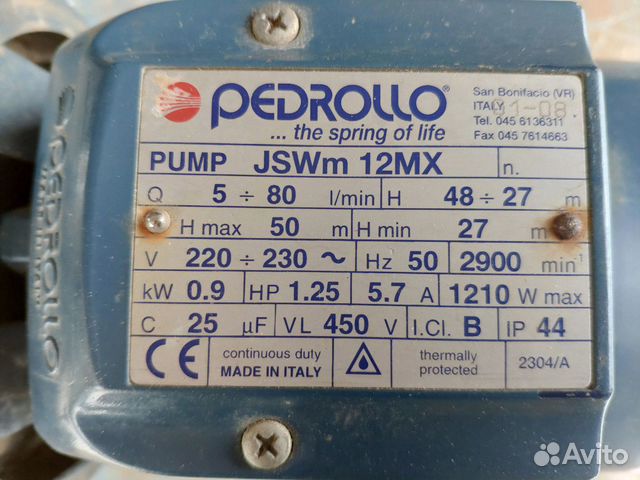 PEDROLLO®
... the spring of life
San Bonifacio (VR)
ITALY 01-08
Tel. 045 6136311
Fax 045 7614663
PUMP JSWm 12MX n.
Q 5 ÷ 80 l/min H 48 ÷ 27 m
H max 50 m H min 27 m
V 220 ÷ 230 ~ Hz 50 2900 min-1
kW 0.9 HP 1.25 5.7 A 1210 W max
C 25 µF VL 450 V I.Cl. B IP 44
CE continuous duty
MADE IN ITALY
thermally
protected
2304/A
PEDROLLO
Avito